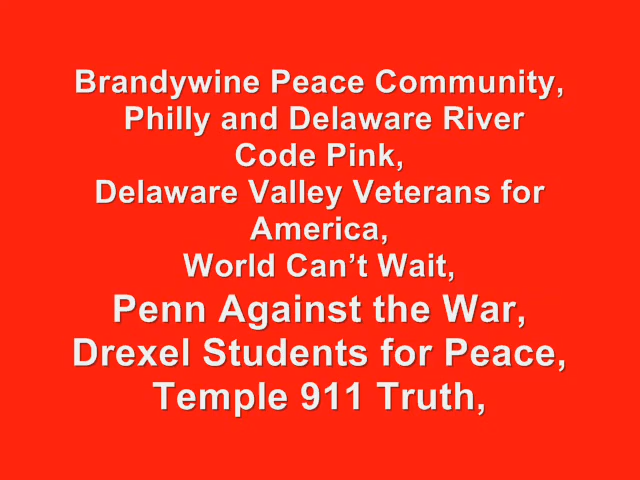 Brandywine Peace Community,
Philly and Delaware River
Code Pink,
Delaware Valley Veterans for
America,
World Can’t Wait,
Penn Against the War,
Drexel Students for Peace,
Temple 911 Truth,